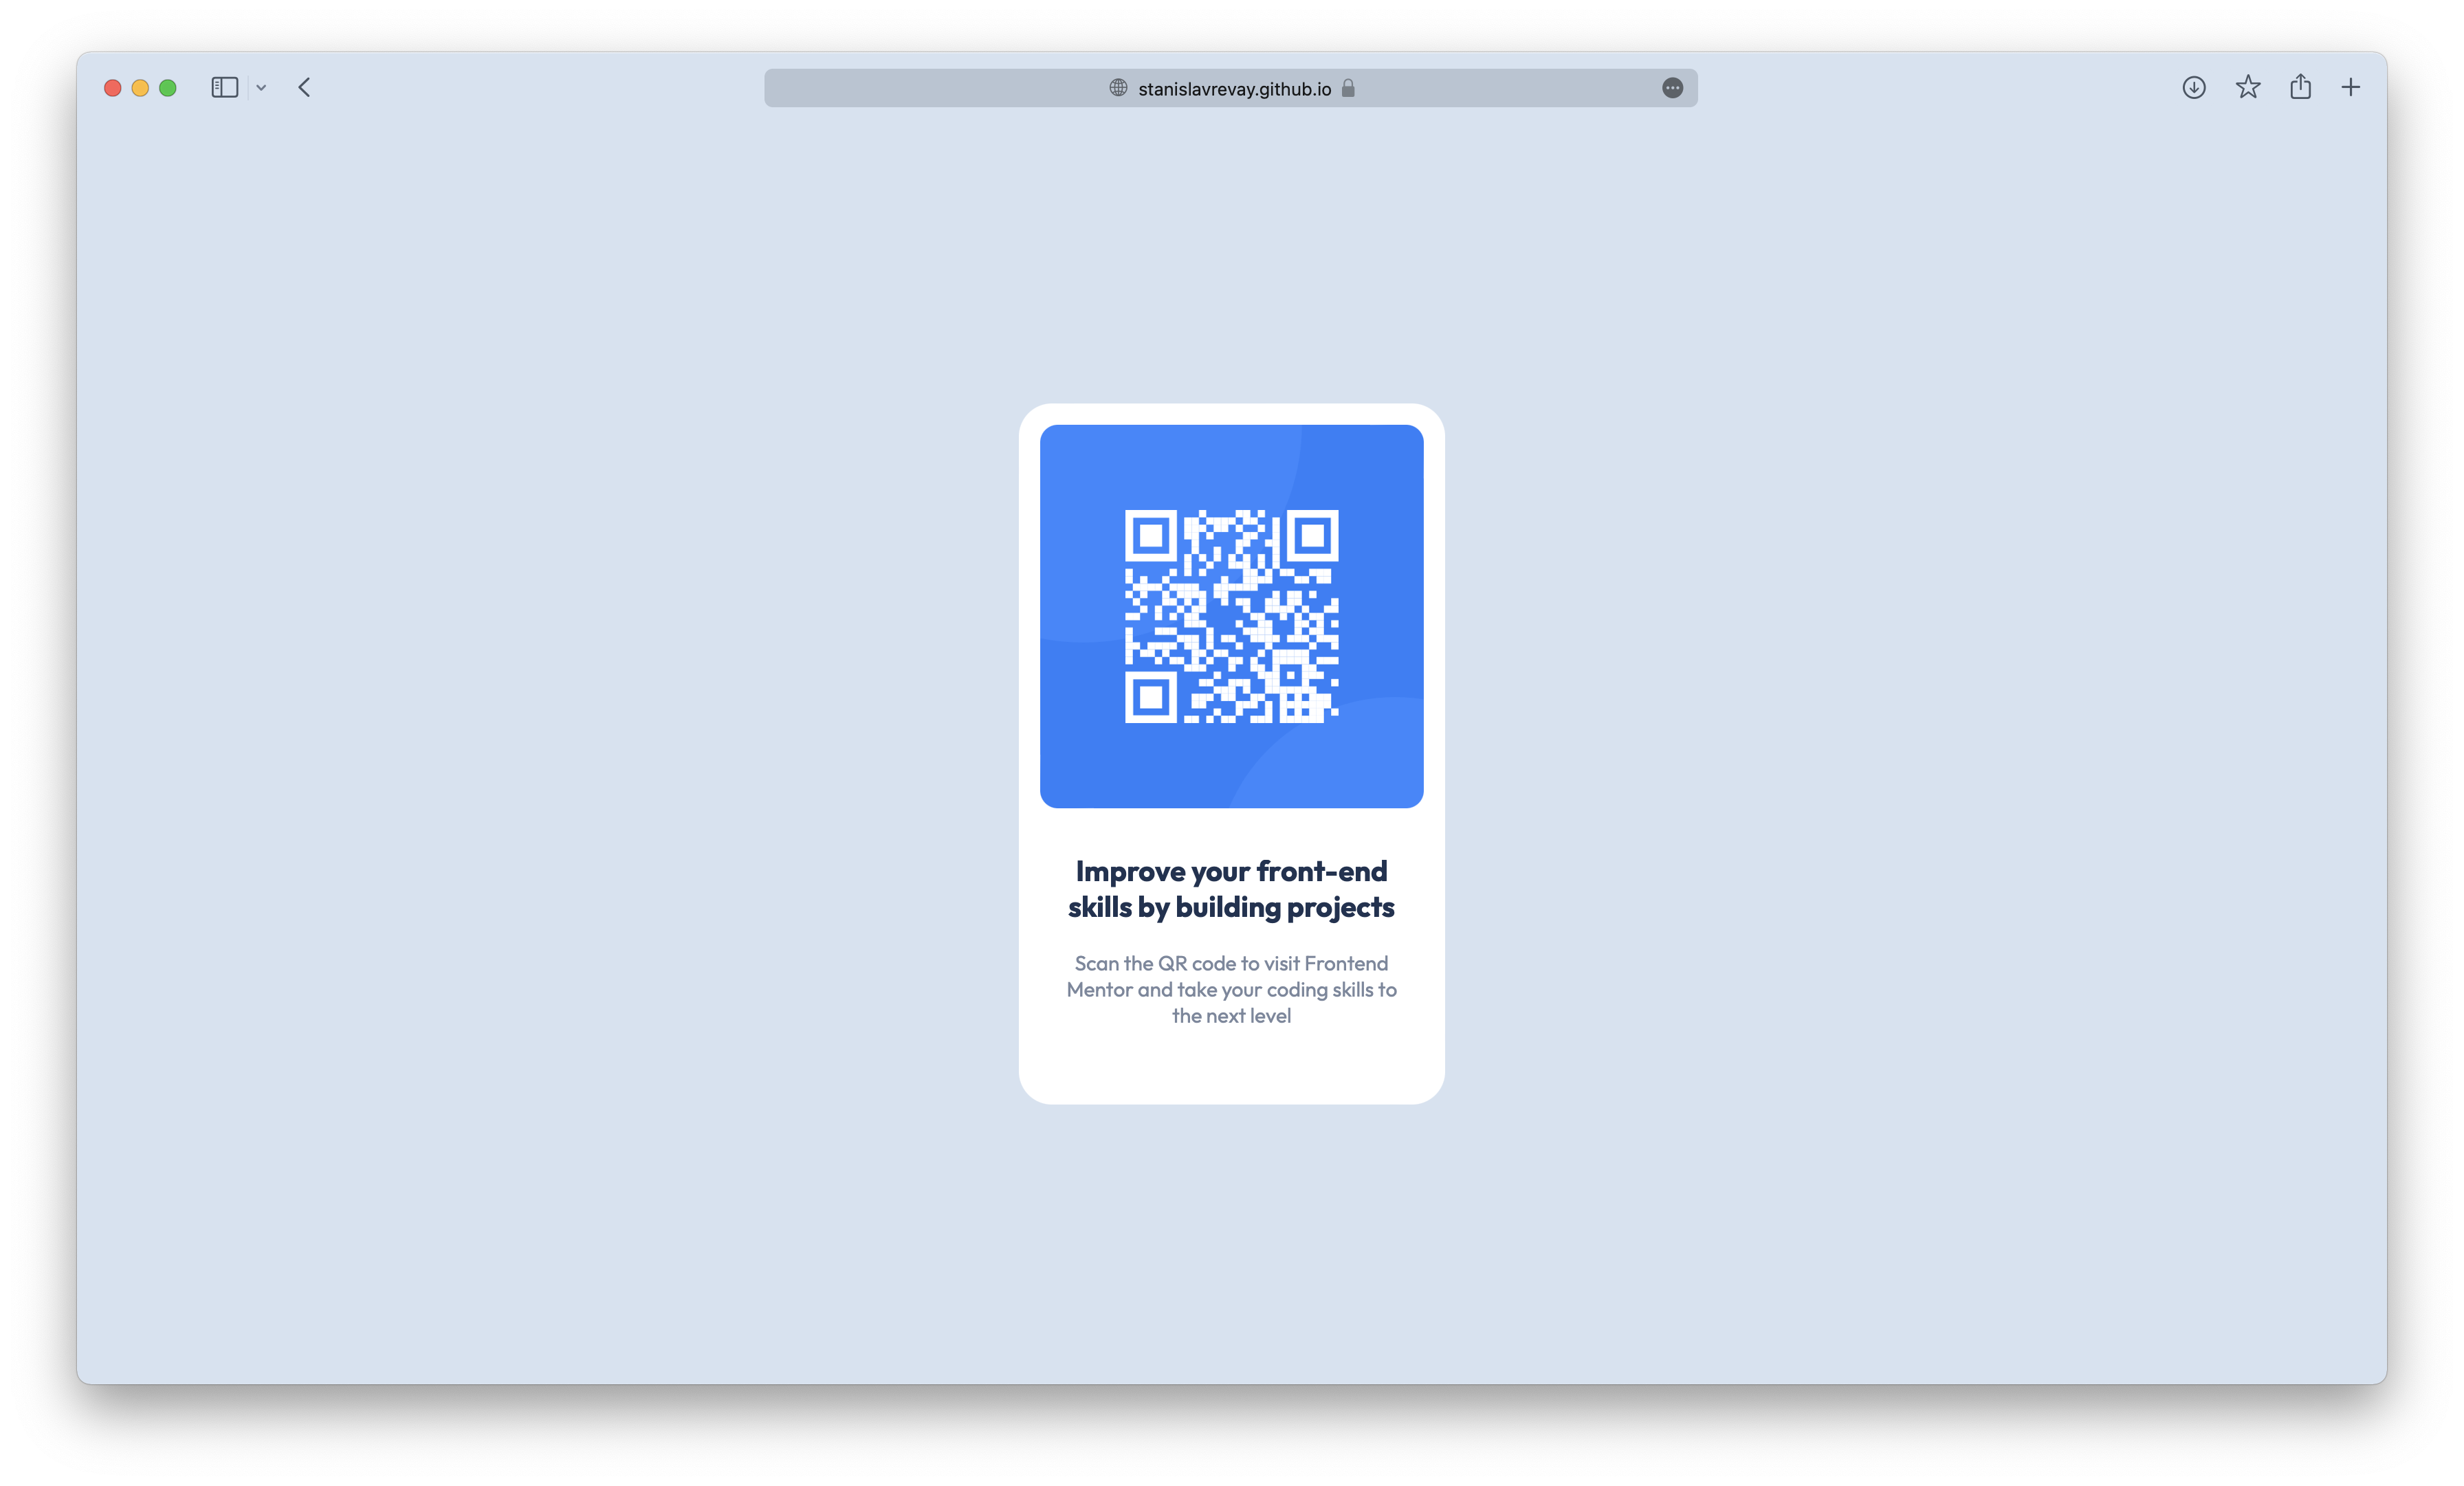 stanislavrevay.github.io
Improve your front-end
skills by building projects
Scan the QR code to visit Frontend
Mentor and take your coding skills to
the next level